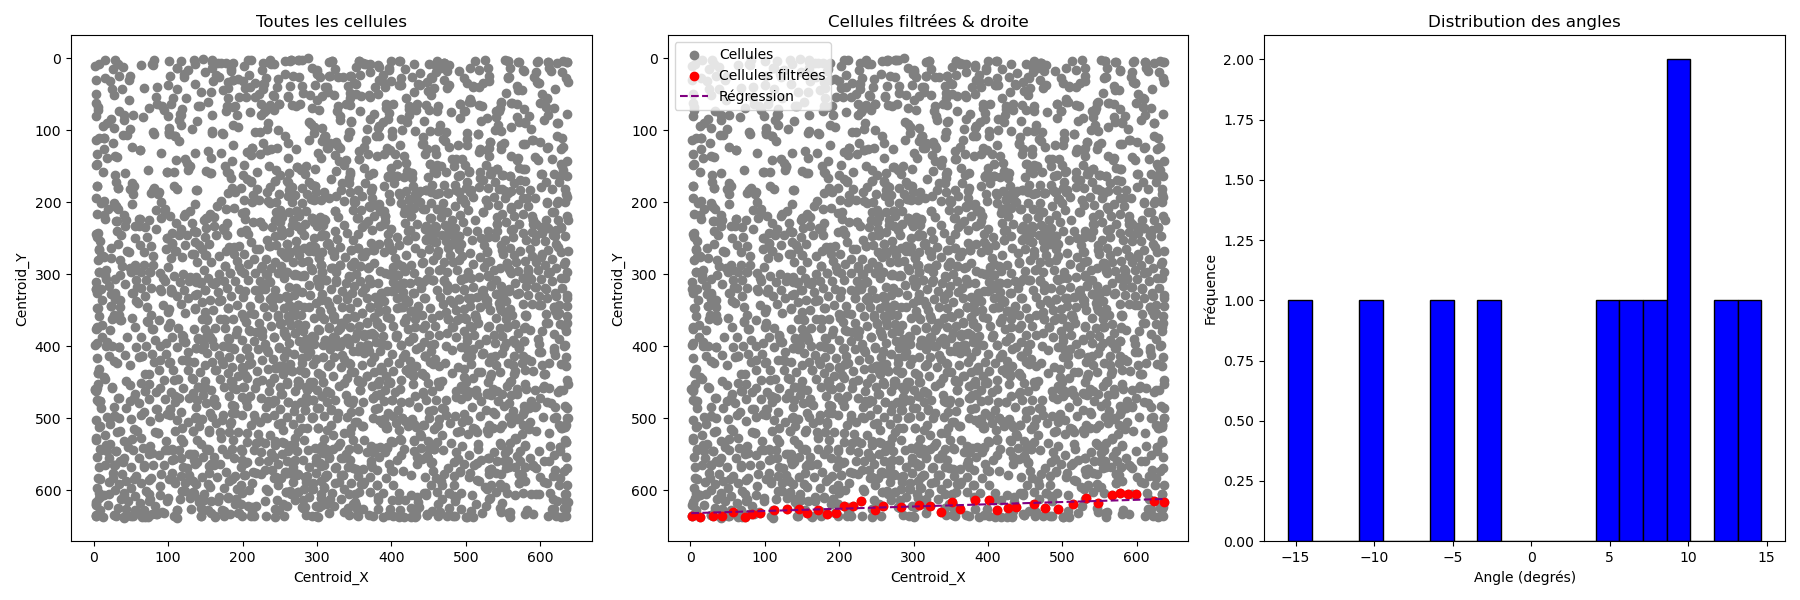 Toutes les cellules
Centroid_Y
0
100
200
300
400
500
600
0 100 200 300 400 500 600
Centroid_X
Cellules filtrées & droite
Cellules
Cellules filtrées
Régression
Centroid_Y
0
100
200
300
400
500
600
0 100 200 300 400 500 600
Centroid_X
Distribution des angles
Fréquence
2.00
1.75
1.50
1.25
1.00
0.75
0.50
0.25
0.00
−15 −10 −5 0 5 10 15
Angle (degrés)